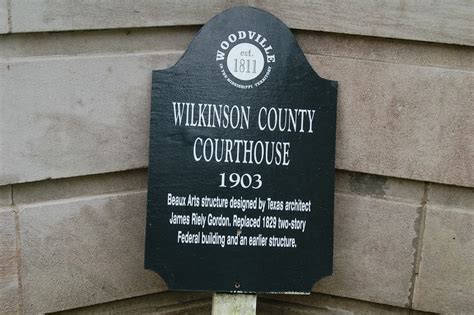 WOODVILLE
est.
1811
IN THE MISSISSIPPI TERRITORY
WILKINSON COUNTY
COURTHOUSE
1903
Beaux Arts structure designed by Texas architect
James Riely Gordon. Replaced 1829 two-story
Federal building and an earlier structure.